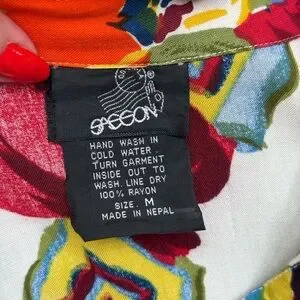 SASSON
HAND WASH IN
COLD WATER
TURN GARMENT
INSIDE OUT TO
WASH. LINE DRY
100% RAYON
SIZE. M
MADE IN NEPAL